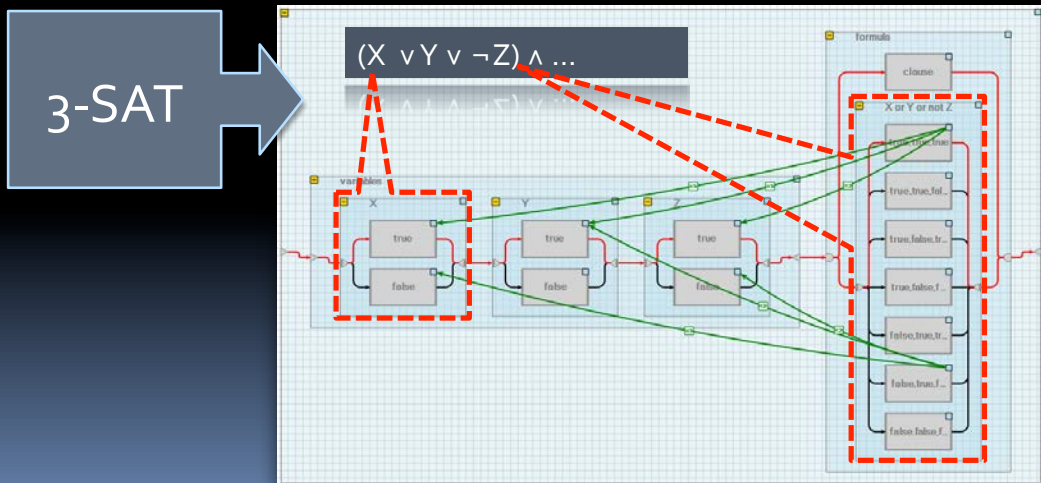 3-SAT
(X ∨ Y ∨ ¬ Z) ∧ ...
formula
clause
X or Y or not Z
true,true,true
true,true,fal...
true,false,tr...
true,false,f...
false,true,tr...
false,true,f...
false,false,f...
variables
X
Y
Z
true
true
true
false
false
false